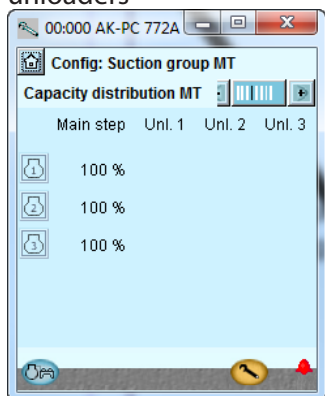 unloaders
00:000 AK-PC 772A
Config: Suction group MT
Capacity distribution MT
Main step Unl. 1 Unl. 2 Unl. 3
1 100 %
2 100 %
3 100 %